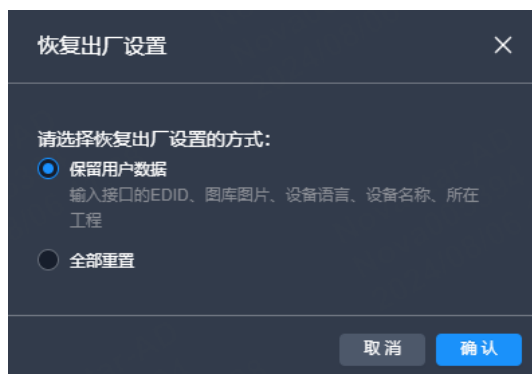 恢复出厂设置
请选择恢复出厂设置的方式：
保留用户数据
输入接口的EDID、图库图片、设备语言、设备名称、所在
工程
全部重置
取消 确认